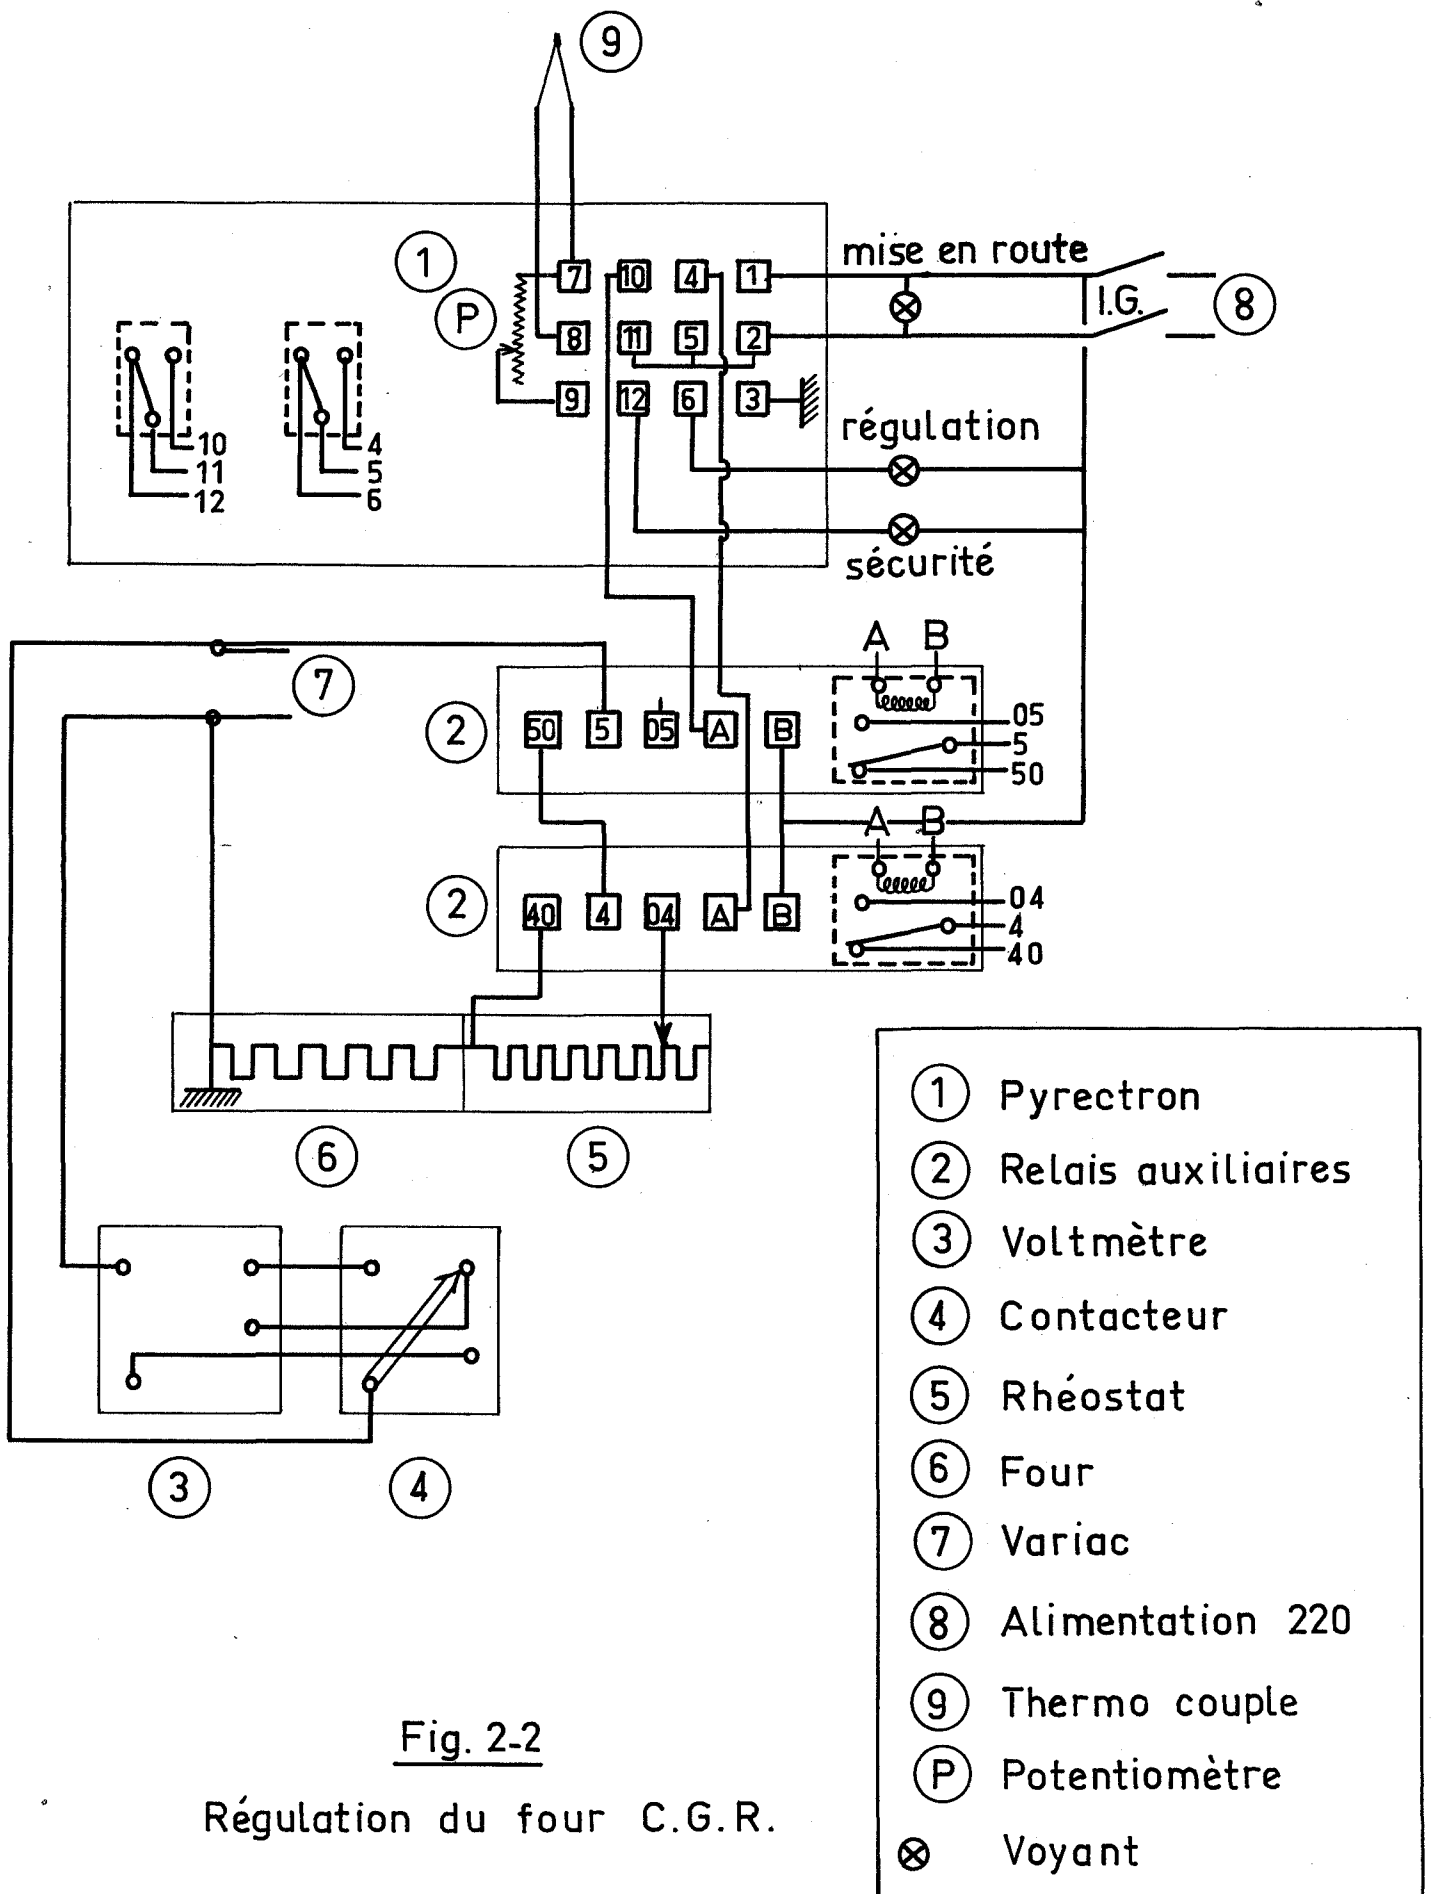 9
1
P
7 10 4 1
8 11 5 2
9 12 6 3
mise en route
I.G.
8
10
11
12
4
5
6
régulation
sécurité
7
2
50 5 05 A B
A B
05
5
50
2
40 4 04 A B
A B
04
4
40
6
5
3
4
1 Pyrectron
2 Relais auxiliaires
3 Voltmètre
4 Contacteur
5 Rhéostat
6 Four
7 Variac
8 Alimentation 220
9 Thermo couple
P Potentiomètre
Voyant
Fig. 2-2
Régulation du four C.G.R.